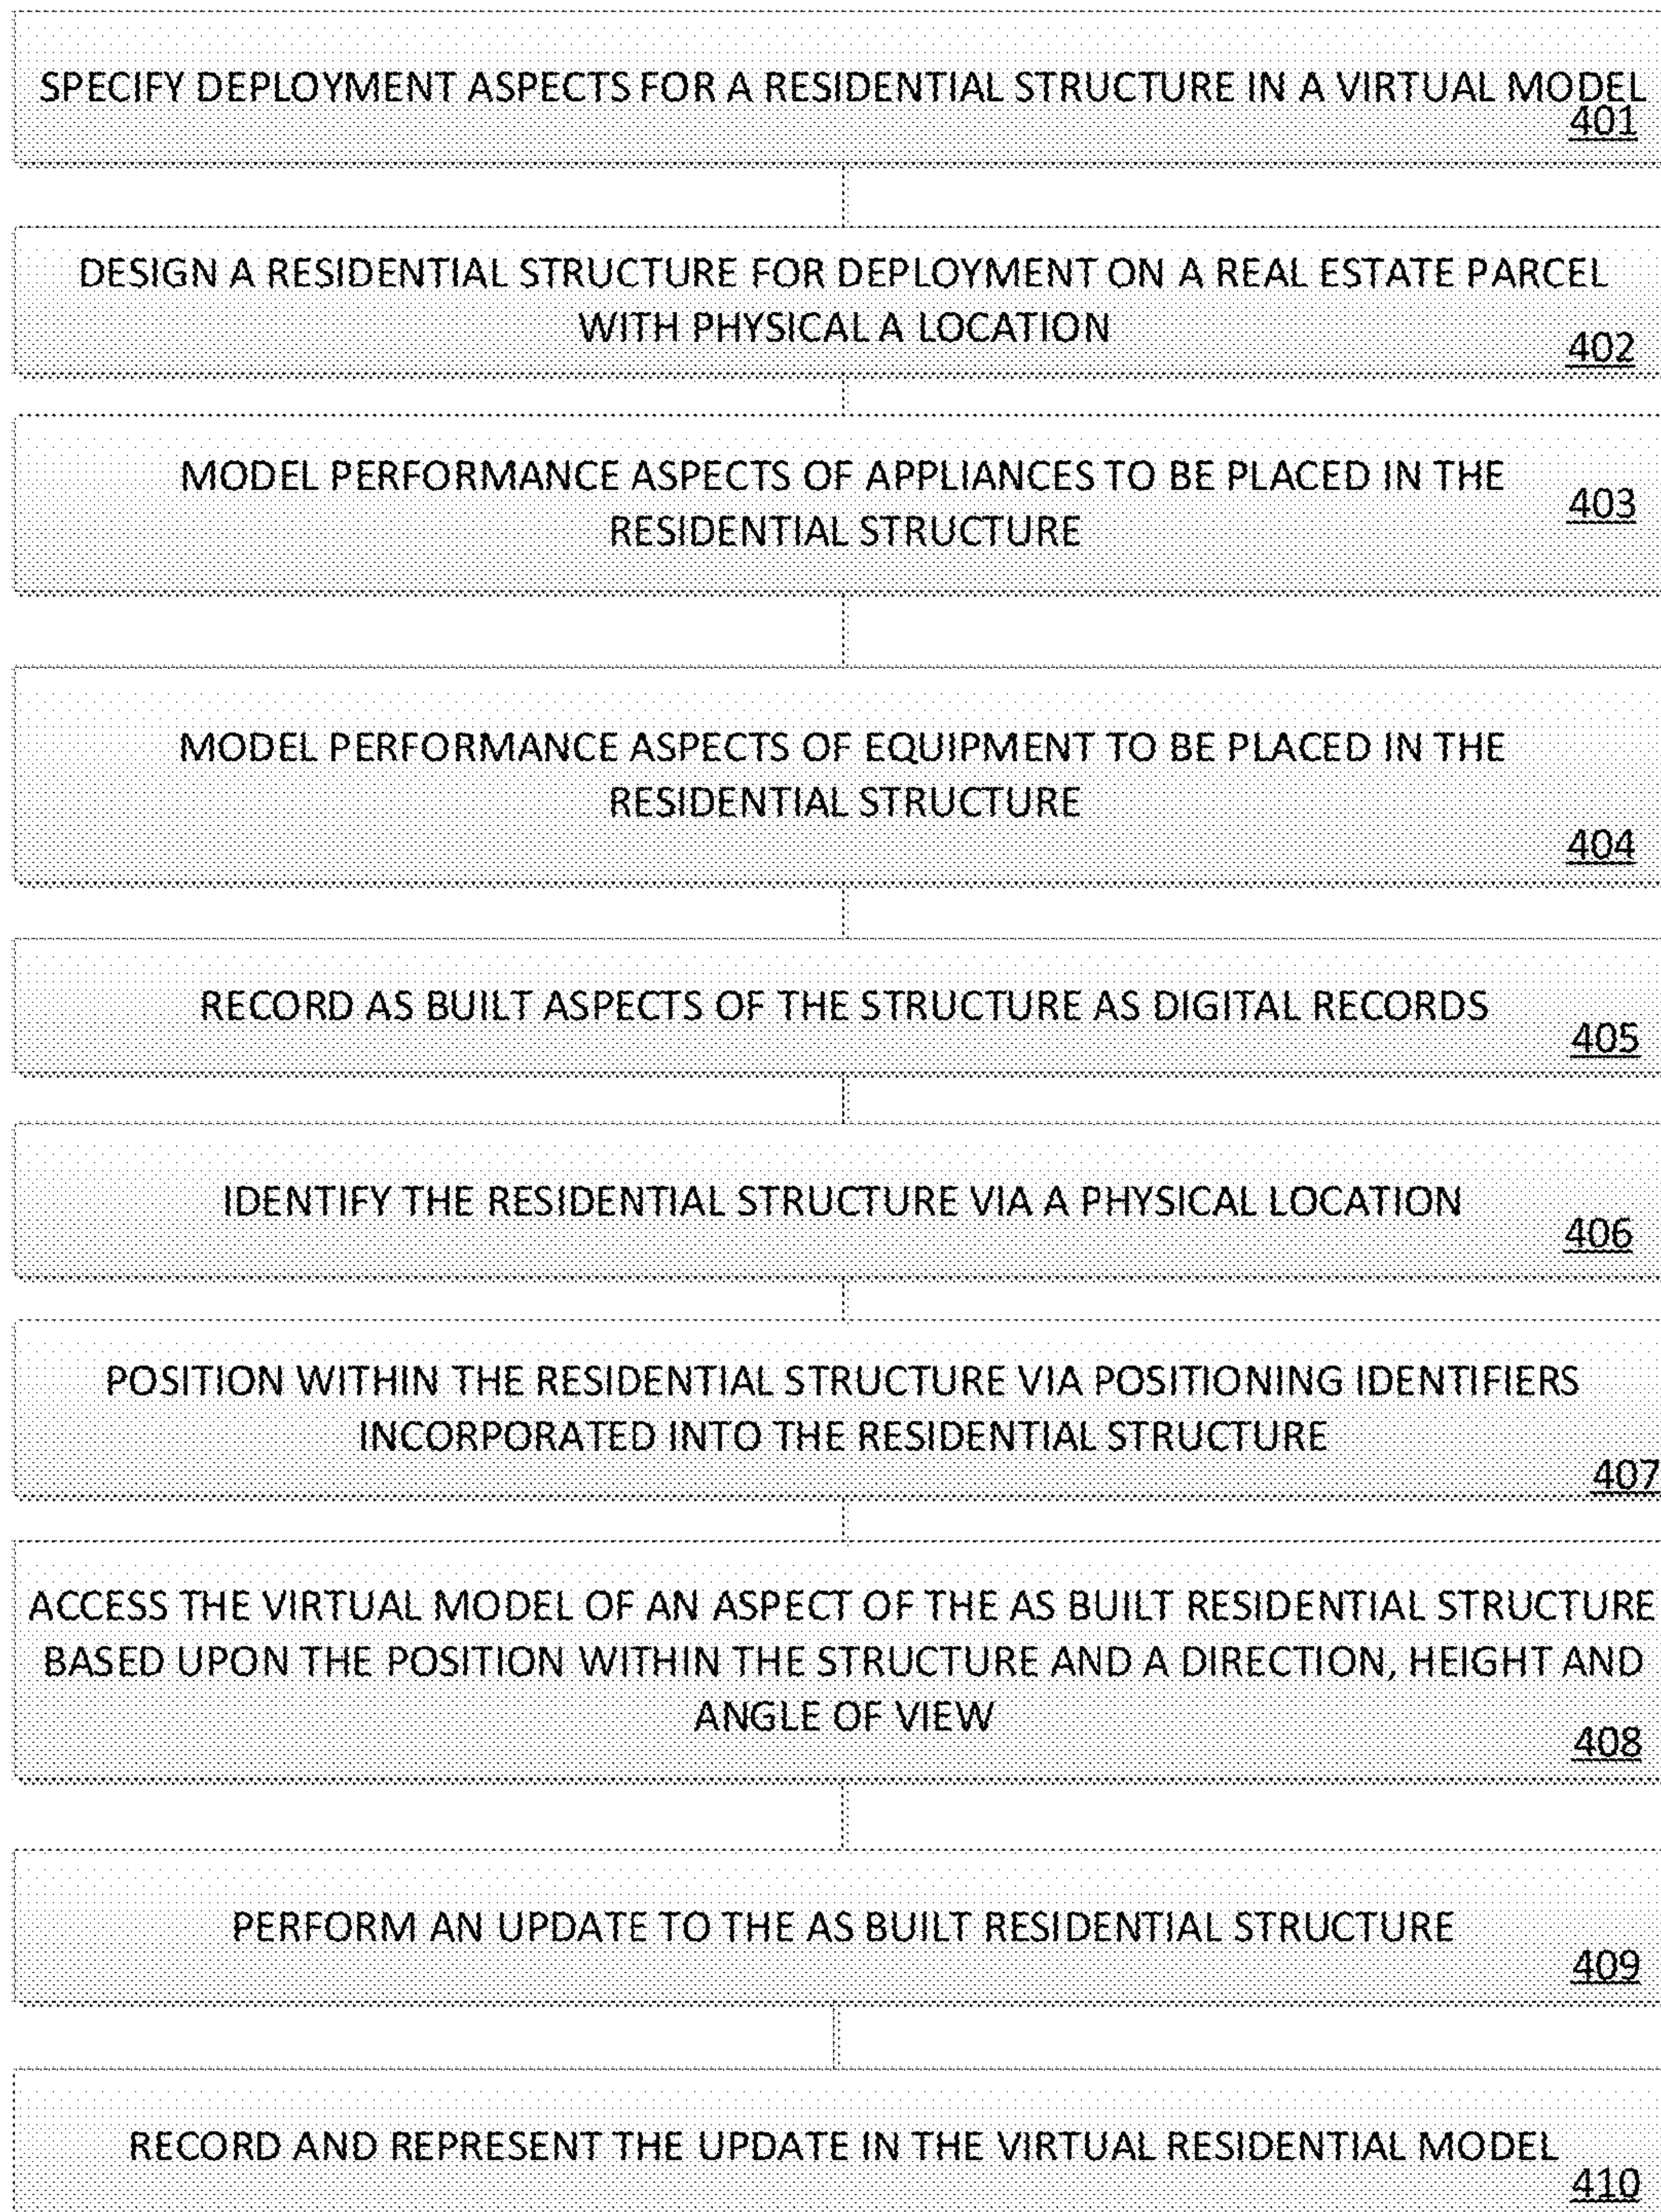 SPECIFY DEPLOYMENT ASPECTS FOR A RESIDENTIAL STRUCTURE IN A VIRTUAL MODEL
401
DESIGN A RESIDENTIAL STRUCTURE FOR DEPLOYMENT ON A REAL ESTATE PARCEL
WITH PHYSICAL A LOCATION
402
MODEL PERFORMANCE ASPECTS OF APPLIANCES TO BE PLACED IN THE
403
RESIDENTIAL STRUCTURE
MODEL PERFORMANCE ASPECTS OF EQUIPMENT TO BE PLACED IN THE
RESIDENTIAL STRUCTURE
404
RECORD AS BUILT ASPECTS OF THE STRUCTURE AS DIGITAL RECORDS
405
IDENTIFY THE RESIDENTIAL STRUCTURE VIA A PHYSICAL LOCATION
406
POSITION WITHIN THE RESIDENTIAL STRUCTURE VIA POSITIONING IDENTIFIERS
INCORPORATED INTO THE RESIDENTIAL STRUCTURE
407
ACCESS THE VIRTUAL MODEL OF AN ASPECT OF THE AS BUILT RESIDENTIAL STRUCTURE
BASED UPON THE POSITION WITHIN THE STRUCTURE AND A DIRECTION, HEIGHT AND
ANGLE OF VIEW
408
PERFORM AN UPDATE TO THE AS BUILT RESIDENTIAL STRUCTURE
409
RECORD AND REPRESENT THE UPDATE IN THE VIRTUAL RESIDENTIAL MODEL
410